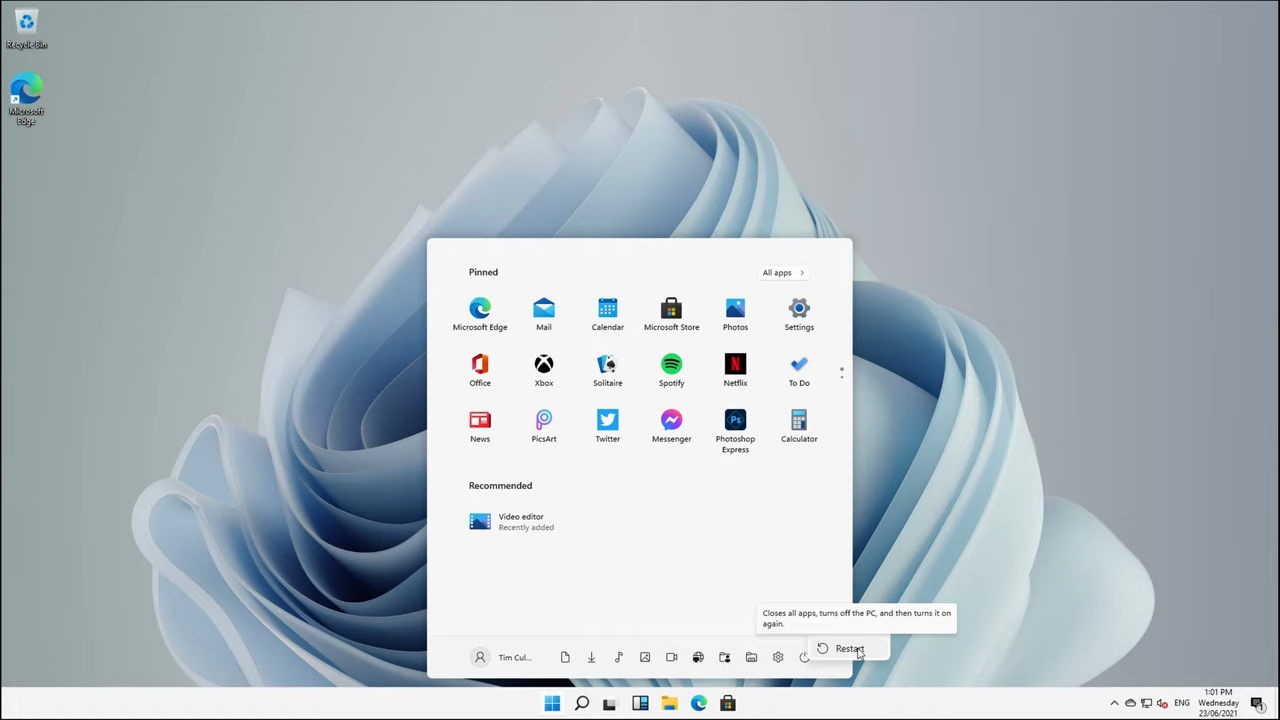 Recycle Bin
Microsoft
Edge
Pinned
All apps
Microsoft Edge
Mail
Calendar
Microsoft Store
Photos
Settings
Office
Xbox
Solitaire
Spotify
Netflix
To Do
News
PicsArt
Twitter
Messenger
Photoshop
Express
Calculator
Recommended
Video editor
Recently added
Closes all apps, turns off the PC, and then turns it on
again.
Restart
Tim Cul...
ENG
1:01 PM
Wednesday
23/06/2021